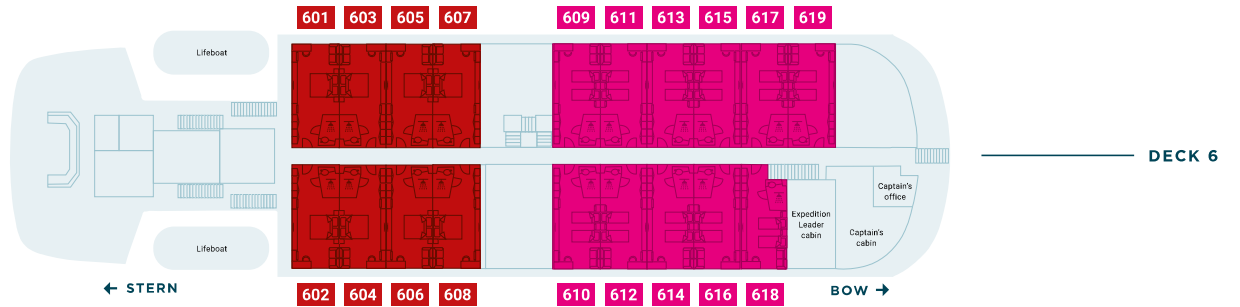 601 603 605 607 609 611 613 615 617 619
Lifeboat
DECK 6
Captain's
office
Expedition
Leader
cabin
Captain's
cabin
Lifeboat
← STERN
BOW →
602 604 606 608 610 612 614 616 618